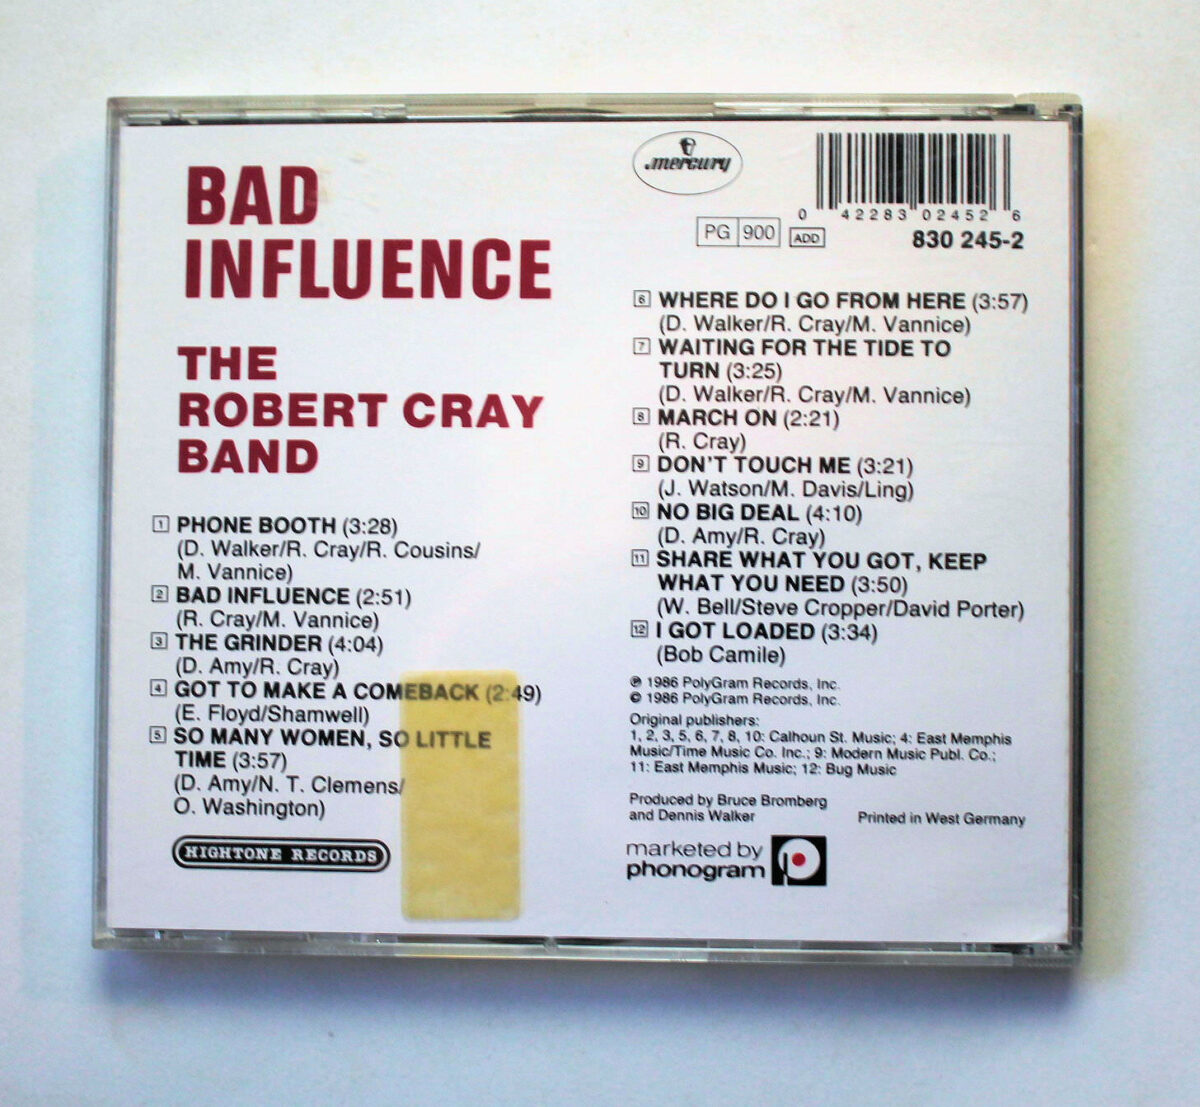 BAD
INFLUENCE
THE
ROBERT CRAY
BAND
1 PHONE BOOTH (3:28)
(D. Walker/R. Cray/R. Cousins/
M. Vannice)
2 BAD INFLUENCE (2:51)
(R. Cray/M. Vannice)
3 THE GRINDER (4:04)
(D. Amy/R. Cray)
4 GOT TO MAKE A COMEBACK (2:49)
(E. Floyd/Shamwell)
5 SO MANY WOMEN, SO LITTLE
TIME (3:57)
(D. Amy/N. T. Clemens/
O. Washington)
HIGHTONE RECORDS
mercury
0 42283 02452 6
PG 900 ADD
830 245-2
6 WHERE DO I GO FROM HERE (3:57)
(D. Walker/R. Cray/M. Vannice)
7 WAITING FOR THE TIDE TO
TURN (3:25)
(D. Walker/R. Cray/M. Vannice)
8 MARCH ON (2:21)
(R. Cray)
9 DON'T TOUCH ME (3:21)
(J. Watson/M. Davis/Ling)
10 NO BIG DEAL (4:10)
(D. Amy/R. Cray)
11 SHARE WHAT YOU GOT, KEEP
WHAT YOU NEED (3:50)
(W. Bell/Steve Cropper/David Porter)
12 I GOT LOADED (3:34)
(Bob Camile)
℗ 1986 PolyGram Records, Inc.
© 1986 PolyGram Records, Inc.
Original publishers:
1, 2, 3, 5, 6, 7, 8, 10: Calhoun St. Music; 4: East Memphis
Music/Time Music Co. Inc.; 9: Modern Music Publ. Co.;
11: East Memphis Music; 12: Bug Music
Produced by Bruce Bromberg
and Dennis Walker
Printed in West Germany
marketed by
phonogram